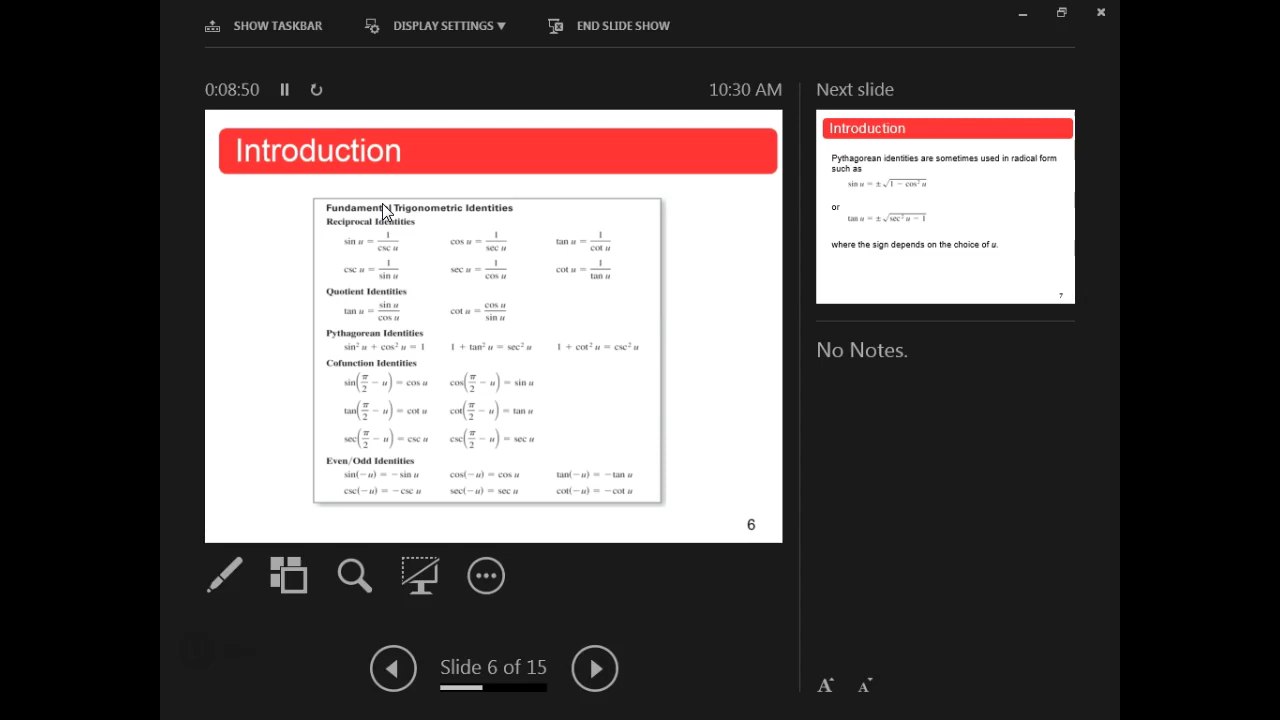 SHOW TASKBAR DISPLAY SETTINGS ▼ END SLIDE SHOW
0:08:50 10:30 AM
Introduction
Fundamental Trigonometric Identities
Reciprocal Identities
sin u = 1/csc u cos u = 1/sec u tan u = 1/cot u
csc u = 1/sin u sec u = 1/cos u cot u = 1/tan u
Quotient Identities
tan u = sin u/cos u cot u = cos u/sin u
Pythagorean Identities
sin² u + cos² u = 1 1 + tan² u = sec² u 1 + cot² u = csc² u
Cofunction Identities
sin(π/2 − u) = cos u cos(π/2 − u) = sin u
tan(π/2 − u) = cot u cot(π/2 − u) = tan u
sec(π/2 − u) = csc u csc(π/2 − u) = sec u
Even/Odd Identities
sin(−u) = −sin u cos(−u) = cos u tan(−u) = −tan u
csc(−u) = −csc u sec(−u) = sec u cot(−u) = −cot u
6
Slide 6 of 15
Next slide
Introduction
Pythagorean identities are sometimes used in radical form
such as
sin u = ±√(1 − cos² u)
or
tan u = ±√(sec² u − 1)
where the sign depends on the choice of u.
7
No Notes.
A A